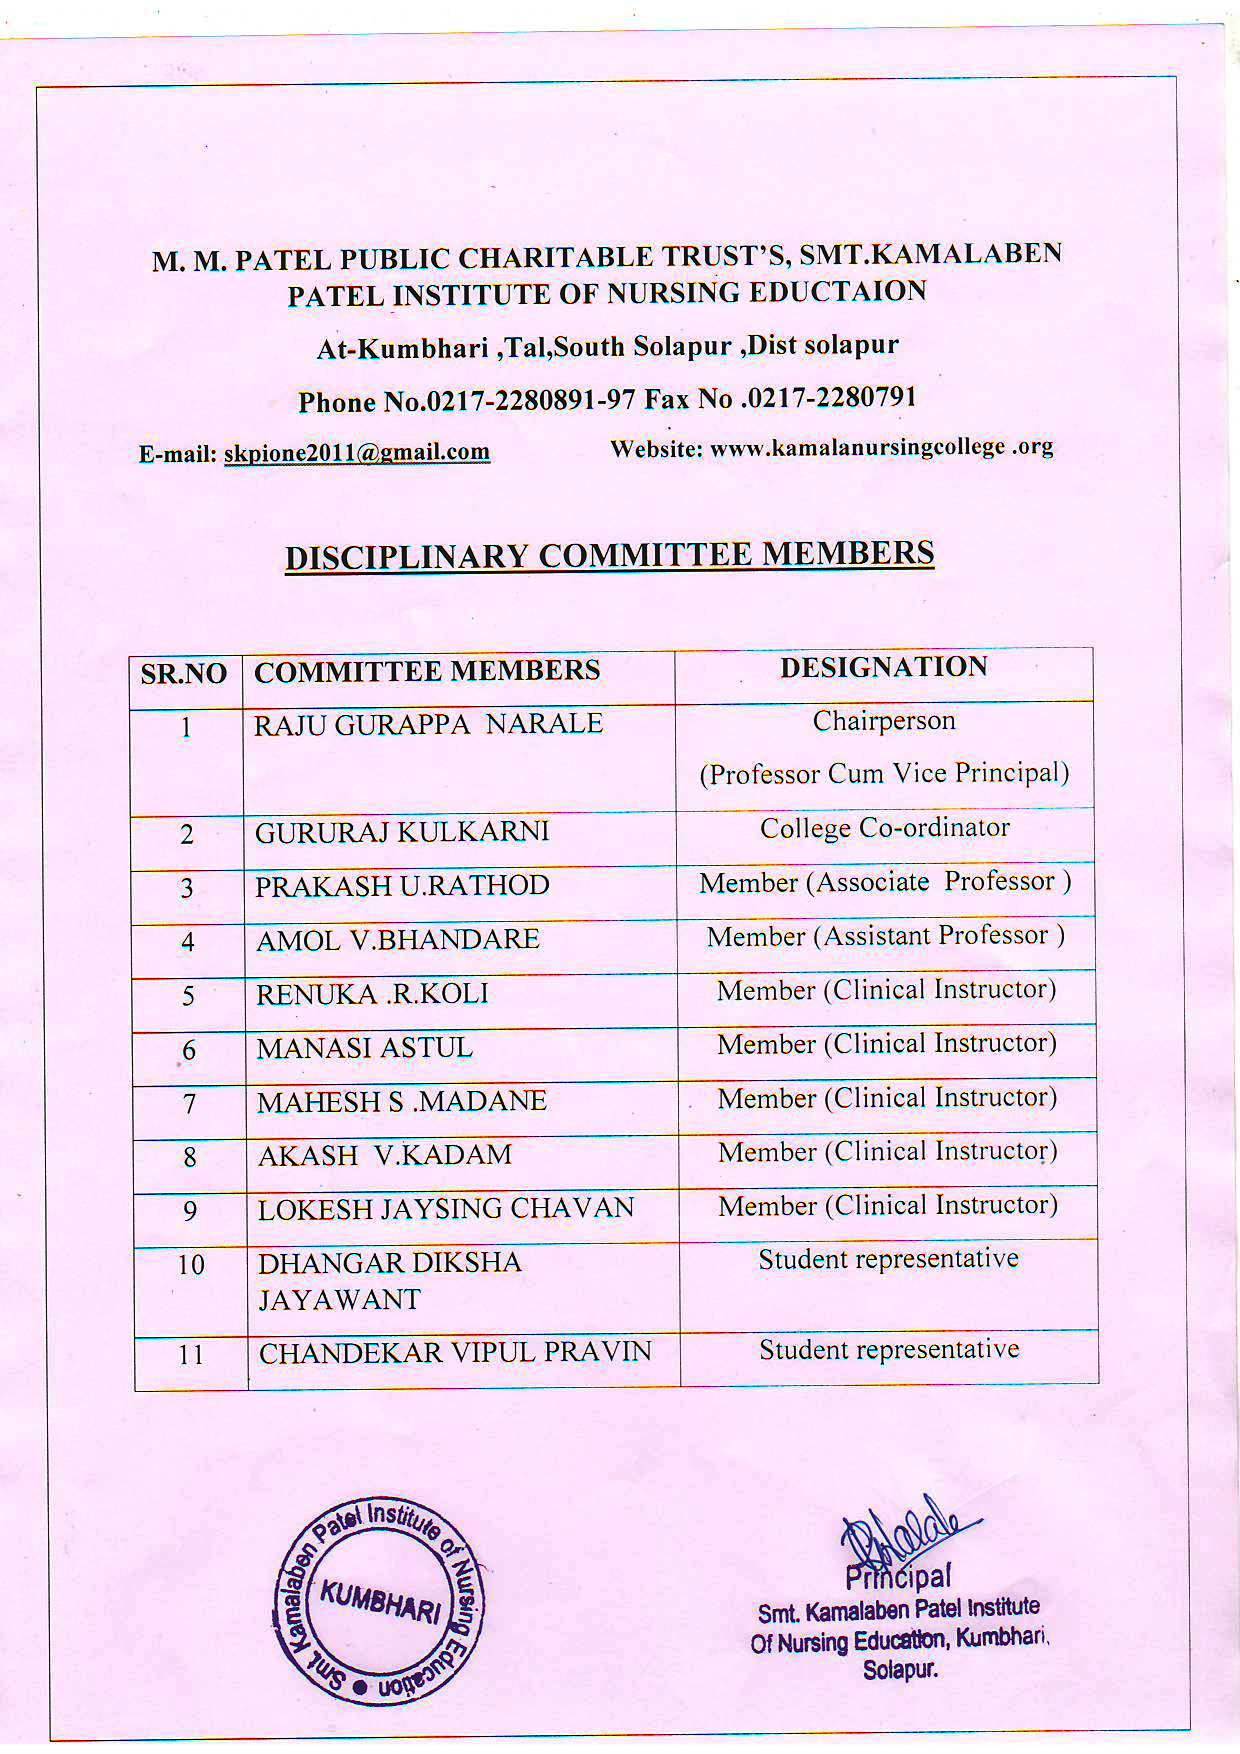 M. M. PATEL PUBLIC CHARITABLE TRUST'S, SMT.KAMALABEN
PATEL INSTITUTE OF NURSING EDUCTAION
At-Kumbhari ,Tal,South Solapur ,Dist solapur
Phone No.0217-2280891-97 Fax No .0217-2280791
E-mail: skpione2011@gmail.com Website: www.kamalanursingcollege .org
DISCIPLINARY COMMITTEE MEMBERS
SR.NO COMMITTEE MEMBERS DESIGNATION
1 RAJU GURAPPA NARALE Chairperson
(Professor Cum Vice Principal)
2 GURURAJ KULKARNI College Co-ordinator
3 PRAKASH U.RATHOD Member (Associate Professor )
4 AMOL V.BHANDARE Member (Assistant Professor )
5 RENUKA .R.KOLI Member (Clinical Instructor)
6 MANASI ASTUL Member (Clinical Instructor)
7 MAHESH S .MADANE Member (Clinical Instructor)
8 AKASH V.KADAM Member (Clinical Instructor)
9 LOKESH JAYSING CHAVAN Member (Clinical Instructor)
10 DHANGAR DIKSHA Student representative
JAYAWANT
11 CHANDEKAR VIPUL PRAVIN Student representative
Smt. Kamalaben Patel Institute of Nursing Education
KUMBHARI
Principal
Smt. Kamalaben Patel Institute
Of Nursing Education, Kumbhari,
Solapur.